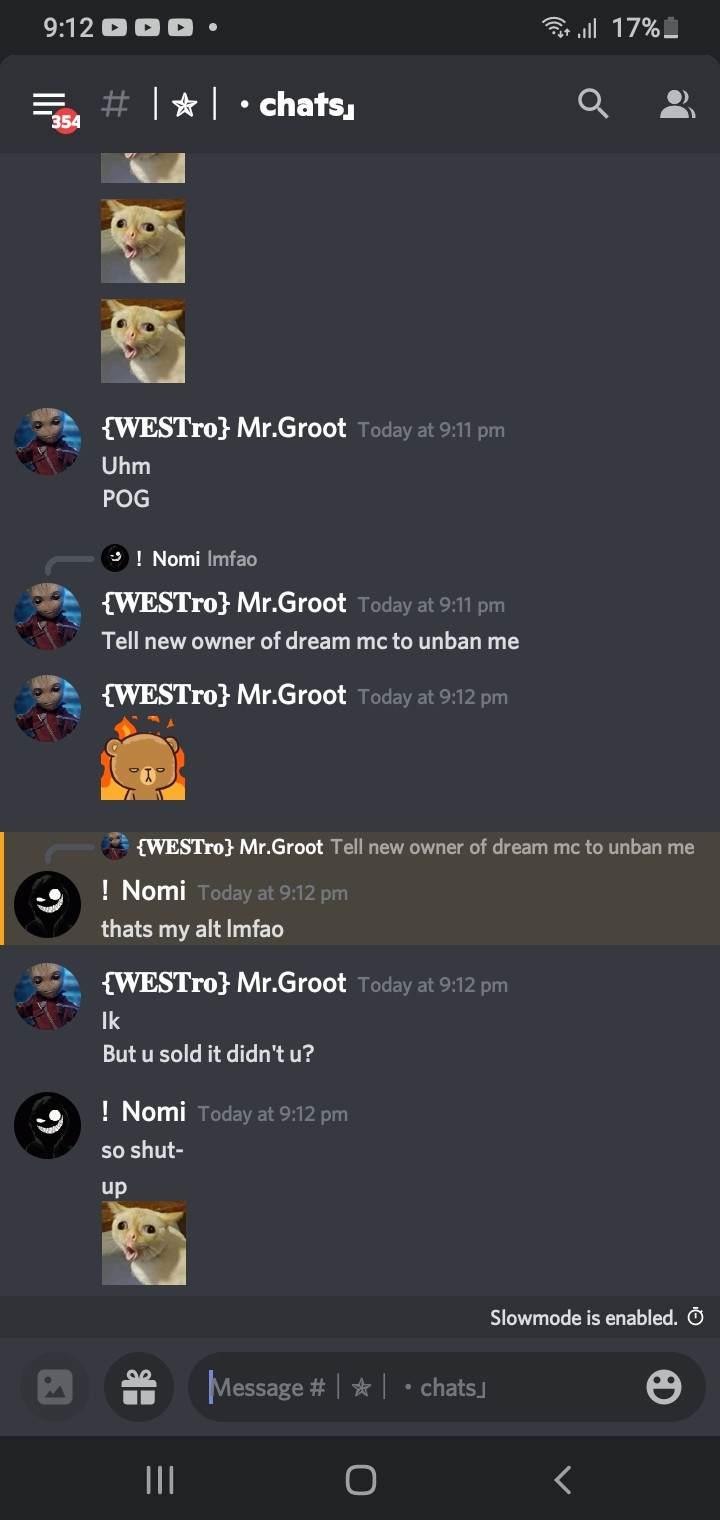 9:12 17%
354 # | ✯ | • chats」
{𝐖𝐄𝐒𝐓𝐫𝐨} Mr.Groot Today at 9:11 pm
Uhm
POG
! Nomi lmfao
{𝐖𝐄𝐒𝐓𝐫𝐨} Mr.Groot Today at 9:11 pm
Tell new owner of dream mc to unban me
{𝐖𝐄𝐒𝐓𝐫𝐨} Mr.Groot Today at 9:12 pm
{𝐖𝐄𝐒𝐓𝐫𝐨} Mr.Groot Tell new owner of dream mc to unban me
! Nomi Today at 9:12 pm
thats my alt lmfao
{𝐖𝐄𝐒𝐓𝐫𝐨} Mr.Groot Today at 9:12 pm
Ik
But u sold it didn't u?
! Nomi Today at 9:12 pm
so shut-
up
Slowmode is enabled.
Message # | ✯ | • chats」